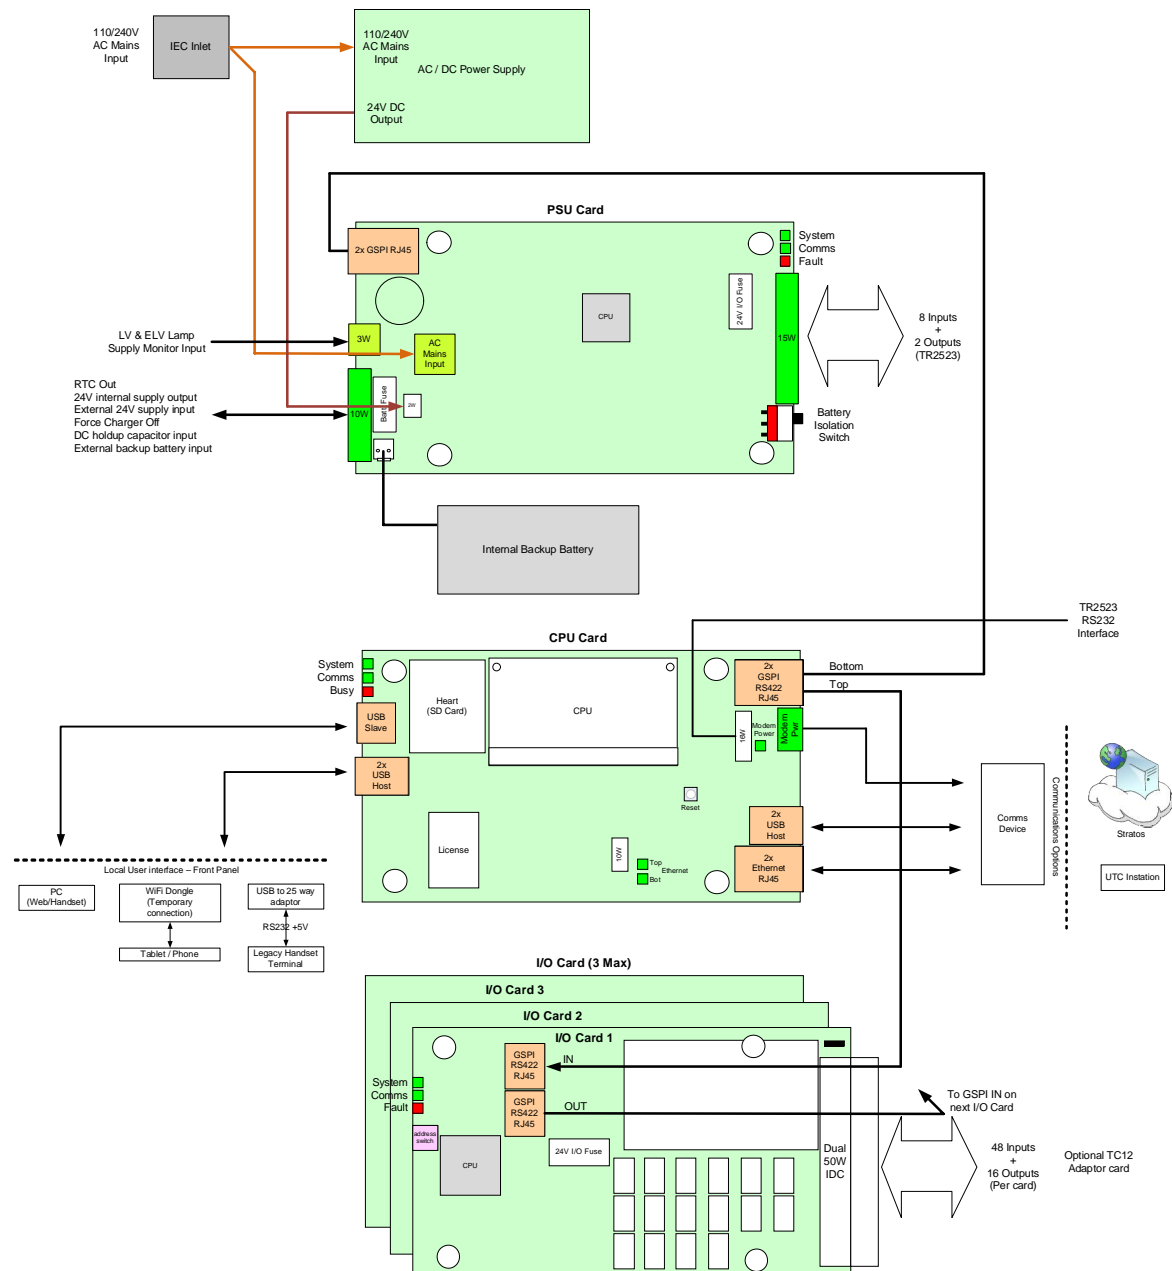 110/240V
AC Mains
Input
IEC Inlet
110/240V
AC Mains
Input
AC / DC Power Supply
24V DC
Output
PSU Card
2x GSPI RJ45
System
Comms
Fault
24V I/O Fuse
CPU
LV & ELV Lamp
Supply Monitor Input
3W
AC
Mains
Input
15W
8 Inputs
+
2 Outputs
(TR2523)
RTC Out
24V internal supply output
External 24V supply input
Force Charger Off
DC holdup capacitor input
External backup battery input
10W
Batt Fuse
2W
Battery
Isolation
Switch
Internal Backup Battery
TR2523
RS232
Interface
CPU Card
System
Comms
Busy
Heart
(SD Card)
CPU
2x
GSPI
RS422
RJ45
Bottom
Top
USB
Slave
16W
Modem
Power
Modem
Pwr
2x
USB
Host
Reset
License
10W
Top
Ethernet
Bot
2x
USB
Host
2x
Ethernet
RJ45
Comms
Device
Communications Options
Stratos
UTC Instation
Local User interface – Front Panel
PC
(Web/Handset)
WiFi Dongle
(Temporary
connection)
USB to 25 way
adaptor
RS232 +5V
Tablet / Phone
Legacy Handset
Terminal
I/O Card (3 Max)
I/O Card 3
I/O Card 2
I/O Card 1
GSPI
RS422
RJ45
IN
System
Comms
Fault
GSPI
RS422
RJ45
OUT
To GSPI IN on
next I/O Card
address
switch
CPU
24V I/O Fuse
Dual
50W
IDC
48 Inputs
+
16 Outputs
(Per card)
Optional TC12
Adaptor card